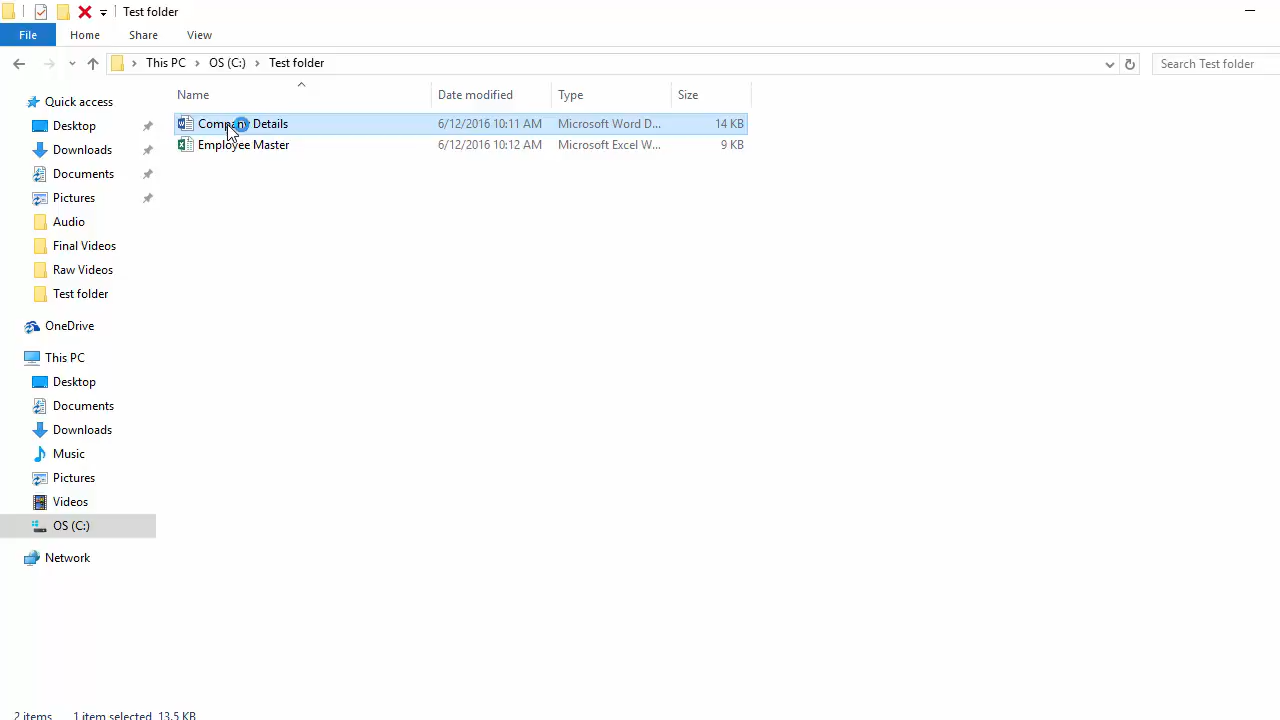 Test folder
File Home Share View
This PC OS (C:) Test folder Search Test folder
Name Date modified Type Size
Company Details 6/12/2016 10:11 AM Microsoft Word D... 14 KB
Employee Master 6/12/2016 10:12 AM Microsoft Excel W... 9 KB
Quick access
Desktop
Downloads
Documents
Pictures
Audio
Final Videos
Raw Videos
Test folder
OneDrive
This PC
Desktop
Documents
Downloads
Music
Pictures
Videos
OS (C:)
Network
2 items 1 item selected 13.5 KB